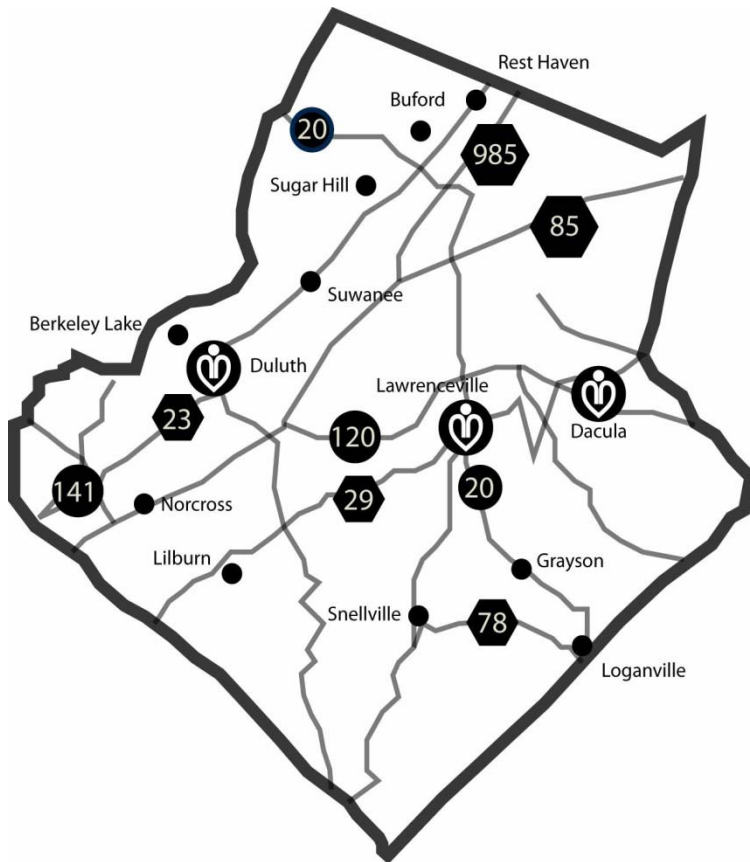 Rest Haven
Buford
20
985
Sugar Hill
85
Suwanee
Berkeley Lake
Duluth
Lawrenceville
23
120
Dacula
141
29
20
Norcross
Lilburn
Grayson
Snellville
78
Loganville